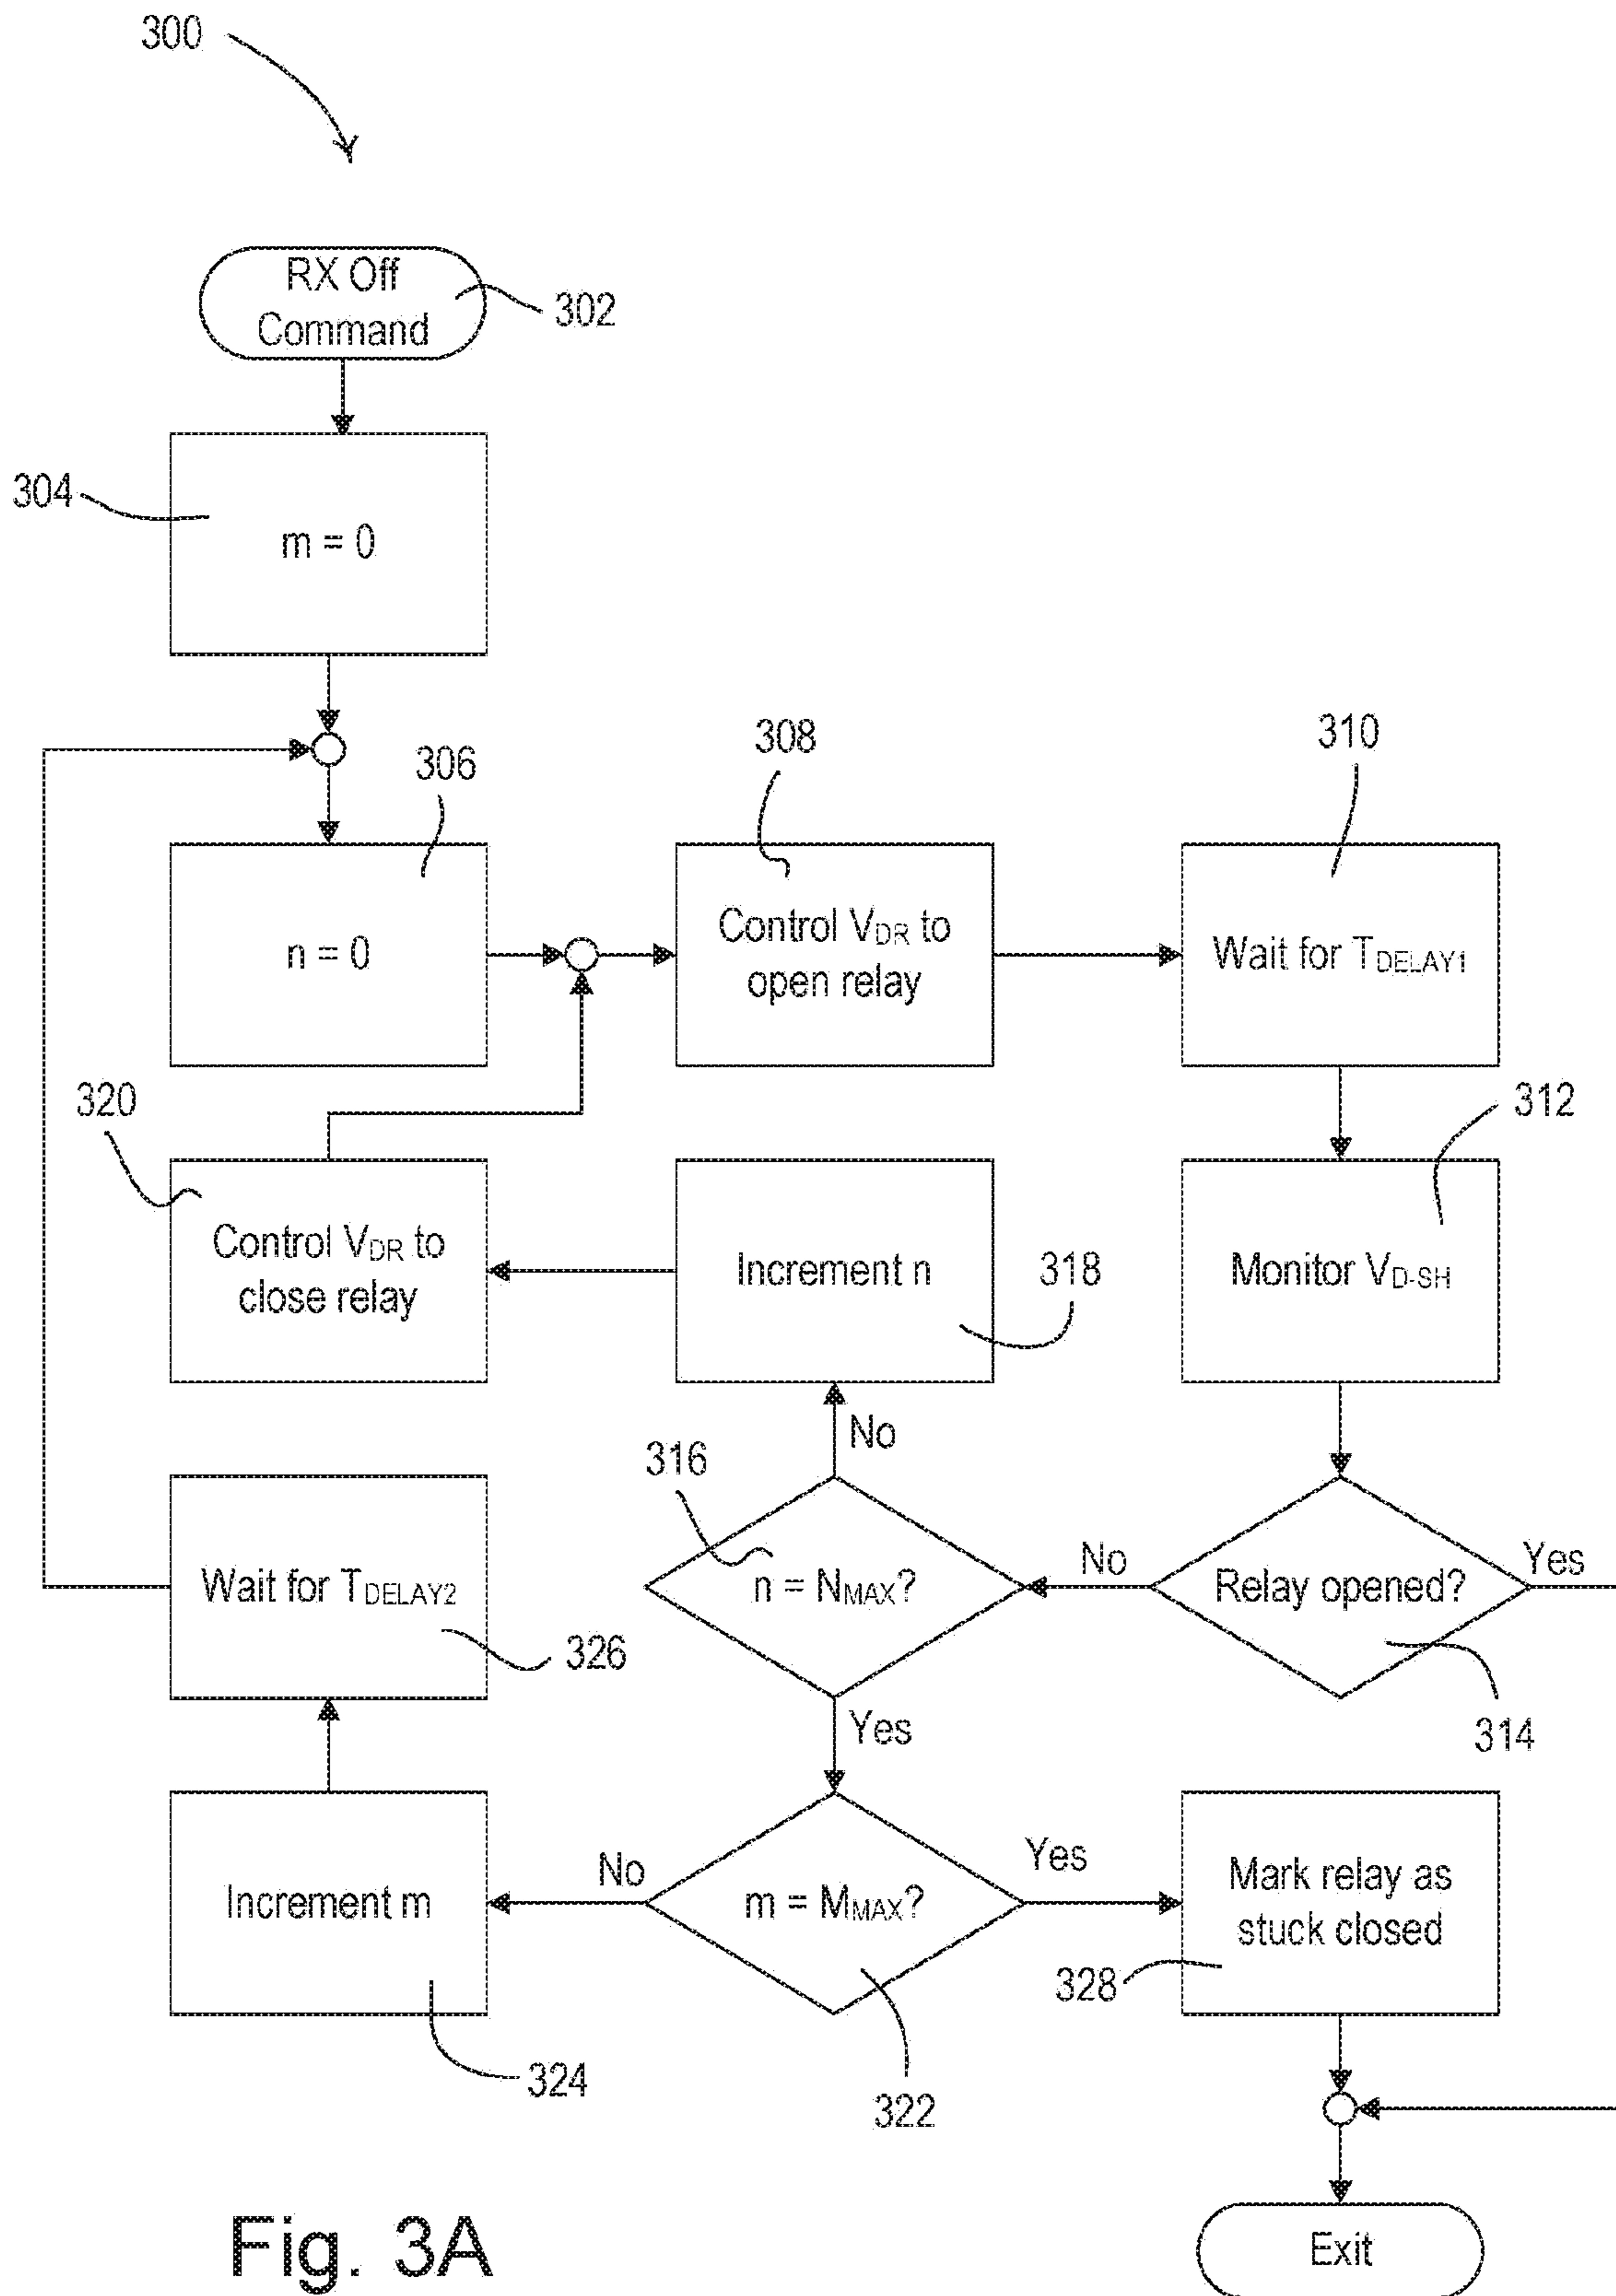 300
RX Off
Command
302
304
m = 0
306
308
310
n = 0
Control VDR to
open relay
Wait for TDELAY1
320
312
Control VDR to
close relay
Increment n
318
Monitor VD-SH
No
316
Wait for TDELAY2
326
n = NMAX?
No
Relay opened?
Yes
314
Yes
Increment m
324
No
m = MMAX?
322
Yes
Mark relay as
stuck closed
328
Exit
Fig. 3A